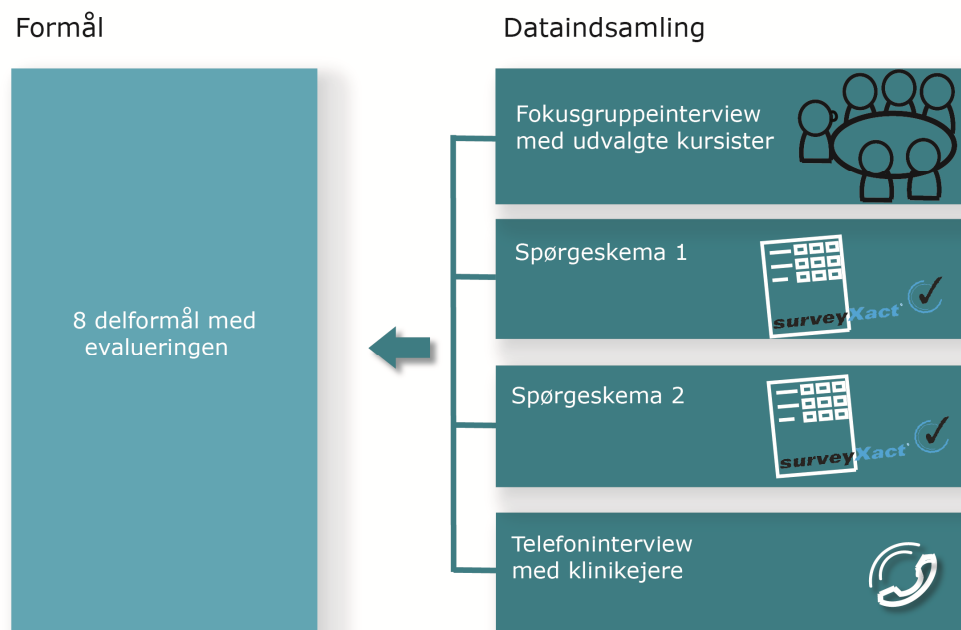 Formål
8 delformål med
evalueringen
Dataindsamling
Fokusgruppeinterview
med udvalgte kursister
Spørgeskema 1
surveyXact
Spørgeskema 2
surveyXact
Telefoninterview
med klinikejere